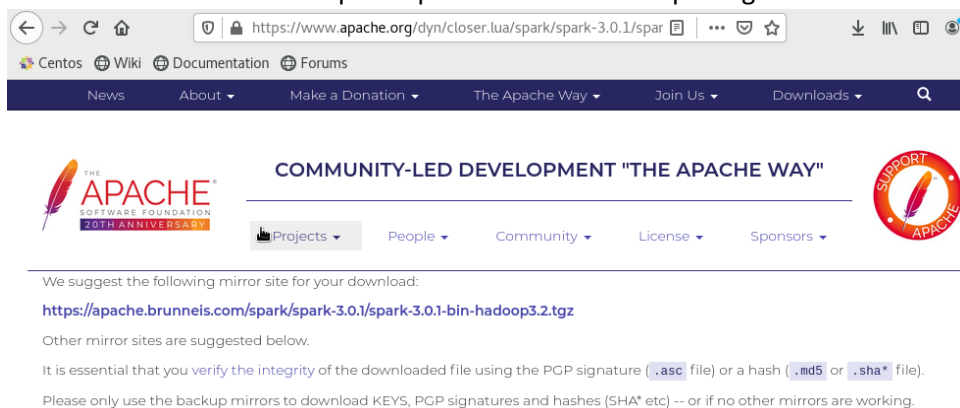 https://www.apache.org/dyn/closer.lua/spark/spark-3.0.1/spar
Centos Wiki Documentation Forums
News About Make a Donation The Apache Way Join Us Downloads
THE
APACHE®
SOFTWARE FOUNDATION
20TH ANNIVERSARY
COMMUNITY-LED DEVELOPMENT "THE APACHE WAY"
SUPPORT
APACHE
Projects People Community License Sponsors
We suggest the following mirror site for your download:
https://apache.brunneis.com/spark/spark-3.0.1/spark-3.0.1-bin-hadoop3.2.tgz
Other mirror sites are suggested below.
It is essential that you verify the integrity of the downloaded file using the PGP signature ( .asc file) or a hash ( .md5 or .sha* file).
Please only use the backup mirrors to download KEYS, PGP signatures and hashes (SHA* etc) -- or if no other mirrors are working.